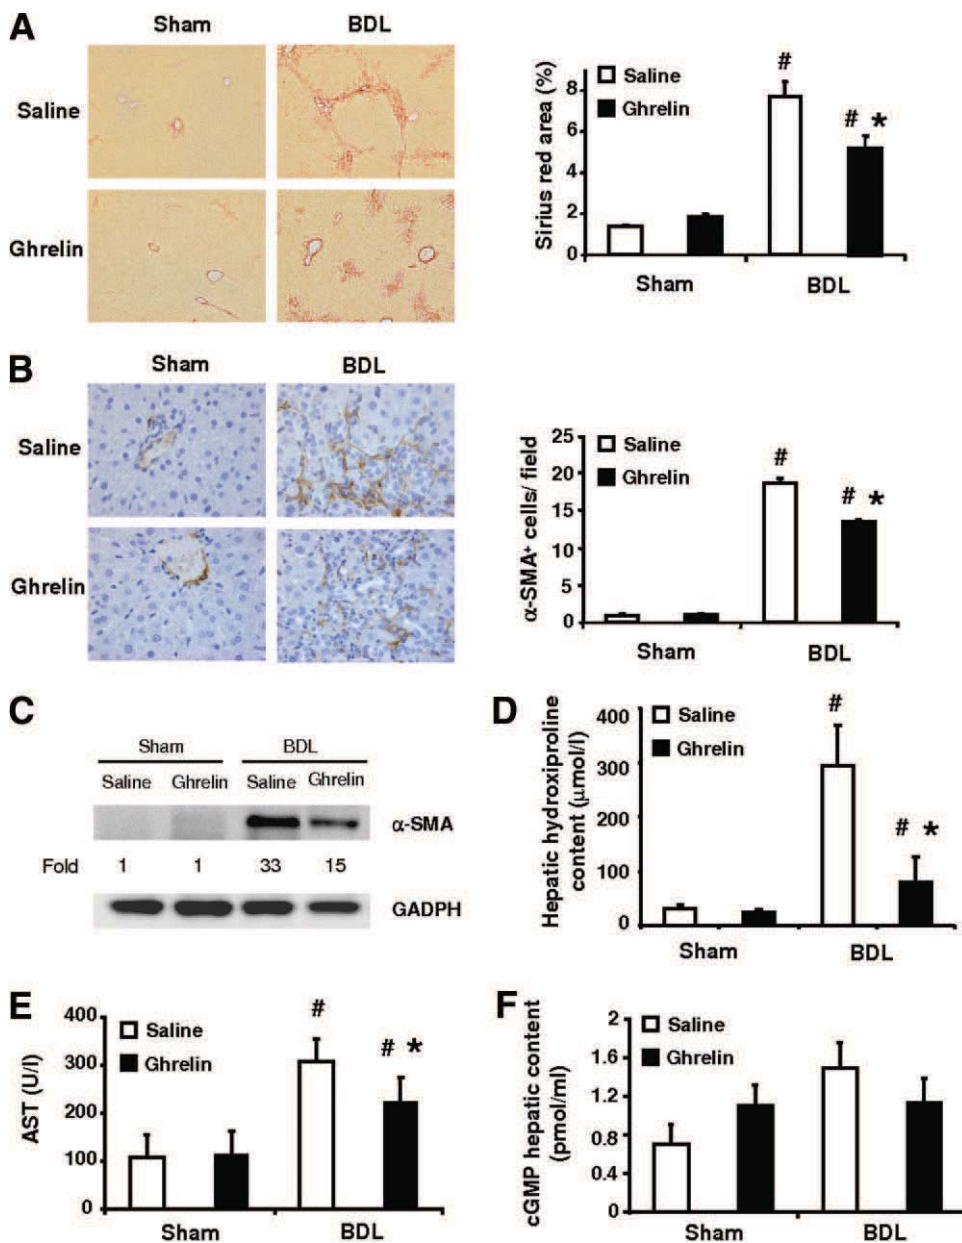 A
Sham
BDL
Saline
Ghrelin
Sirius red area (%)
8
6
4
2
0
Saline
Ghrelin
#
# *
Sham
BDL
B
Sham
BDL
Saline
Ghrelin
α-SMA+ cells/ field
25
20
15
10
5
0
Saline
Ghrelin
#
# *
Sham
BDL
C
Sham
BDL
Saline
Ghrelin
Saline
Ghrelin
α-SMA
Fold
1
1
33
15
GADPH
D
Hepatic hydroxiproline
content (μmol/l)
400
300
200
100
0
Saline
Ghrelin
#
# *
Sham
BDL
E
AST (U/l)
400
300
200
100
0
Saline
Ghrelin
#
# *
Sham
BDL
F
cGMP hepatic content
(pmol/ml)
2
1.6
1.2
0.8
0.4
0
Saline
Ghrelin
Sham
BDL